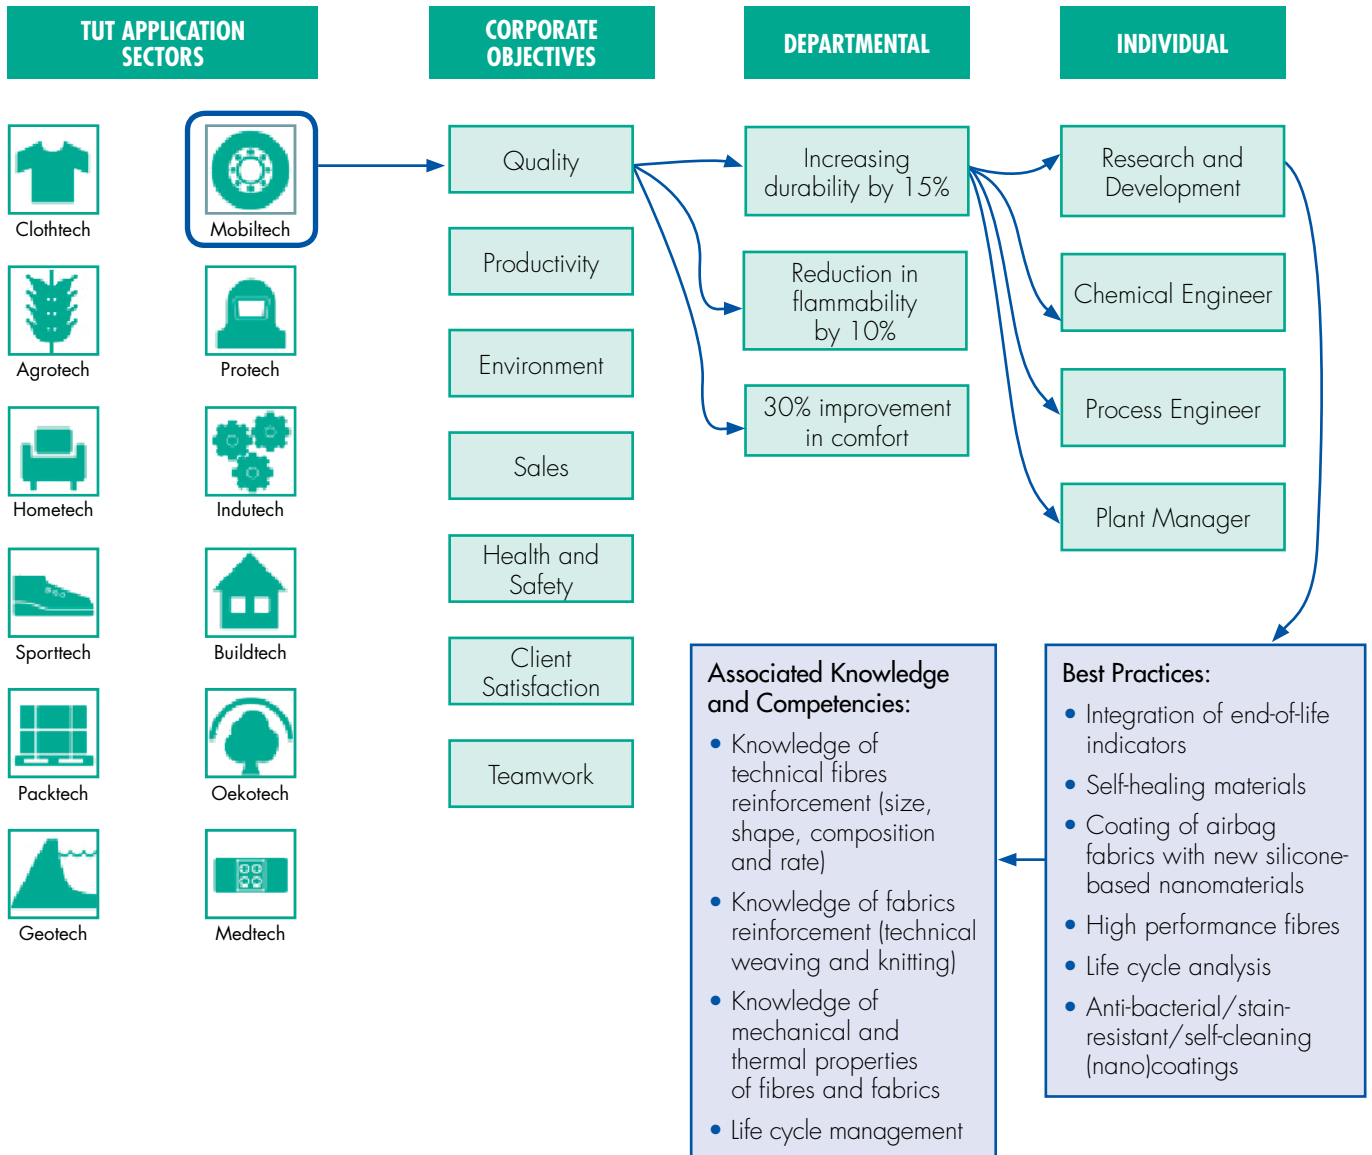 TUT APPLICATION
SECTORS
CORPORATE
OBJECTIVES
DEPARTMENTAL
INDIVIDUAL
Clothtech
Mobiltech
Agrotech
Protech
Hometech
Indutech
Sporttech
Buildtech
Packtech
Oekotech
Geotech
Medtech
Quality
Productivity
Environment
Sales
Health and
Safety
Client
Satisfaction
Teamwork
Increasing
durability by 15%
Reduction in
flammability
by 10%
30% improvement
in comfort
Research and
Development
Chemical Engineer
Process Engineer
Plant Manager
Associated Knowledge
and Competencies:
• Knowledge of
technical fibres
reinforcement (size,
shape, composition
and rate)
• Knowledge of fabrics
reinforcement (technical
weaving and knitting)
• Knowledge of
mechanical and
thermal properties
of fibres and fabrics
• Life cycle management
Best Practices:
• Integration of end-of-life
indicators
• Self-healing materials
• Coating of airbag
fabrics with new silicone-
based nanomaterials
• High performance fibres
• Life cycle analysis
• Anti-bacterial/stain-
resistant/self-cleaning
(nano)coatings